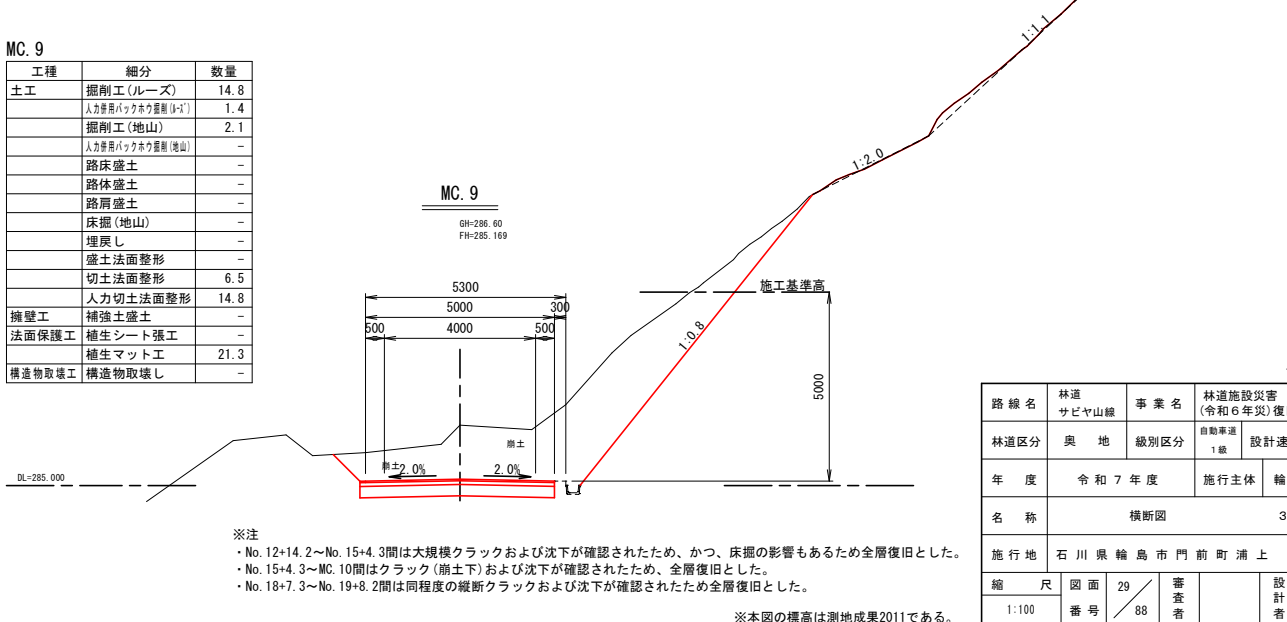 MC. 9
工種 細分 数量
土工 掘削工(ルーズ) 14.8
人力併用バックホウ掘削(ルーズ) 1.4
掘削工(地山) 2.1
人力併用バックホウ掘削(地山) -
路床盛土 -
路体盛土 -
路肩盛土 -
床掘(地山) -
埋戻し -
盛土法面整形 -
切土法面整形 6.5
人力切土法面整形 14.8
擁壁工 補強土盛土 -
法面保護工 植生シート張工 -
植生マット工 21.3
構造物取壊工 構造物取壊し -
MC. 9
GH=286.60
FH=285.169
5300
5000 300
500 4000 500
崩土
崩土
2.0% 2.0%
DL=285.000
1:0.8
1:2.0
1:1.1
施工基準高
5000
※注
・No.12+14.2～No.15+4.3間は大規模クラックおよび沈下が確認されたため、かつ、床掘の影響もあるため全層復旧とした。
・No.15+4.3～MC.10間はクラック(崩土下)および沈下が確認されたため、全層復旧とした。
・No.18+7.3～No.19+8.2間は同程度の縦断クラックおよび沈下が確認されたため全層復旧とした。
※本図の標高は測地成果2011である。
路線名 林道 サビヤ山線 事業名 林道施設災害 (令和6年災)復
林道区分 奥地 級別区分 自動車道 1級 設計速
年度 令和7年度 施行主体 輪
名称 横断図 3
施行地 石川県輪島市門前町浦上
縮尺 1:100 図面番号 29/88 審査者 設計者